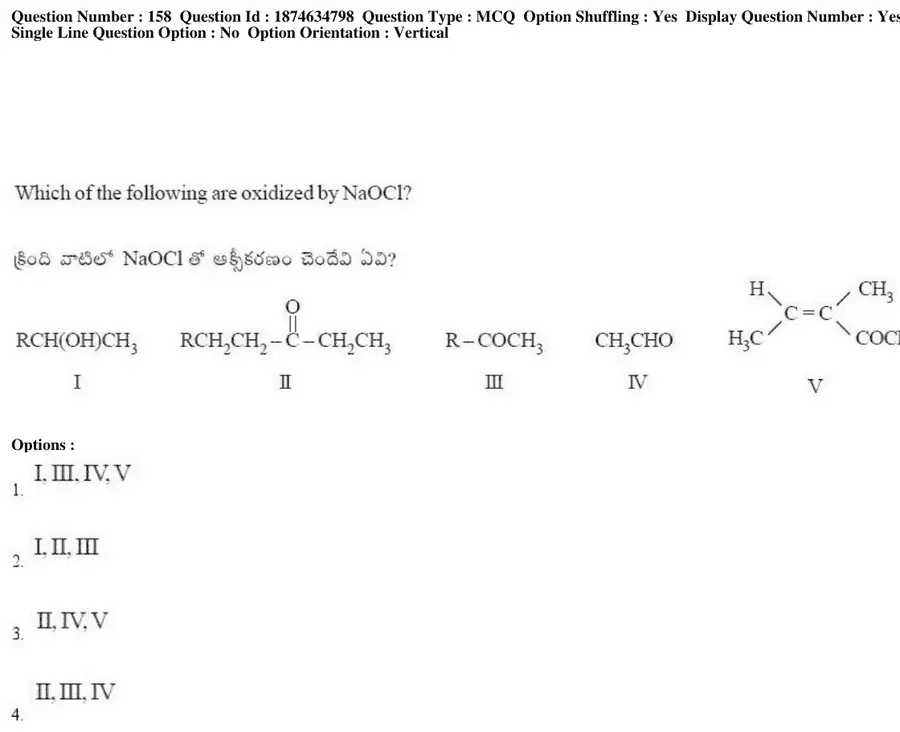 Question Number : 158 Question Id : 1874634798 Question Type : MCQ Option Shuffling : Yes Display Question Number : Yes
Single Line Question Option : No Option Orientation : Vertical
Which of the following are oxidized by NaOCl?
క్రింది వాటిలో NaOCl తో ఆక్సీకరణం చెందేవి ఏవి?
H CH₃
O C=C
RCH(OH)CH₃ RCH₂CH₂–C–CH₂CH₃ R–COCH₃ CH₃CHO H₃C
I II III IV V
Options :
1. I, III, IV, V
2. I, II, III
3. II, IV, V
4. II, III, IV